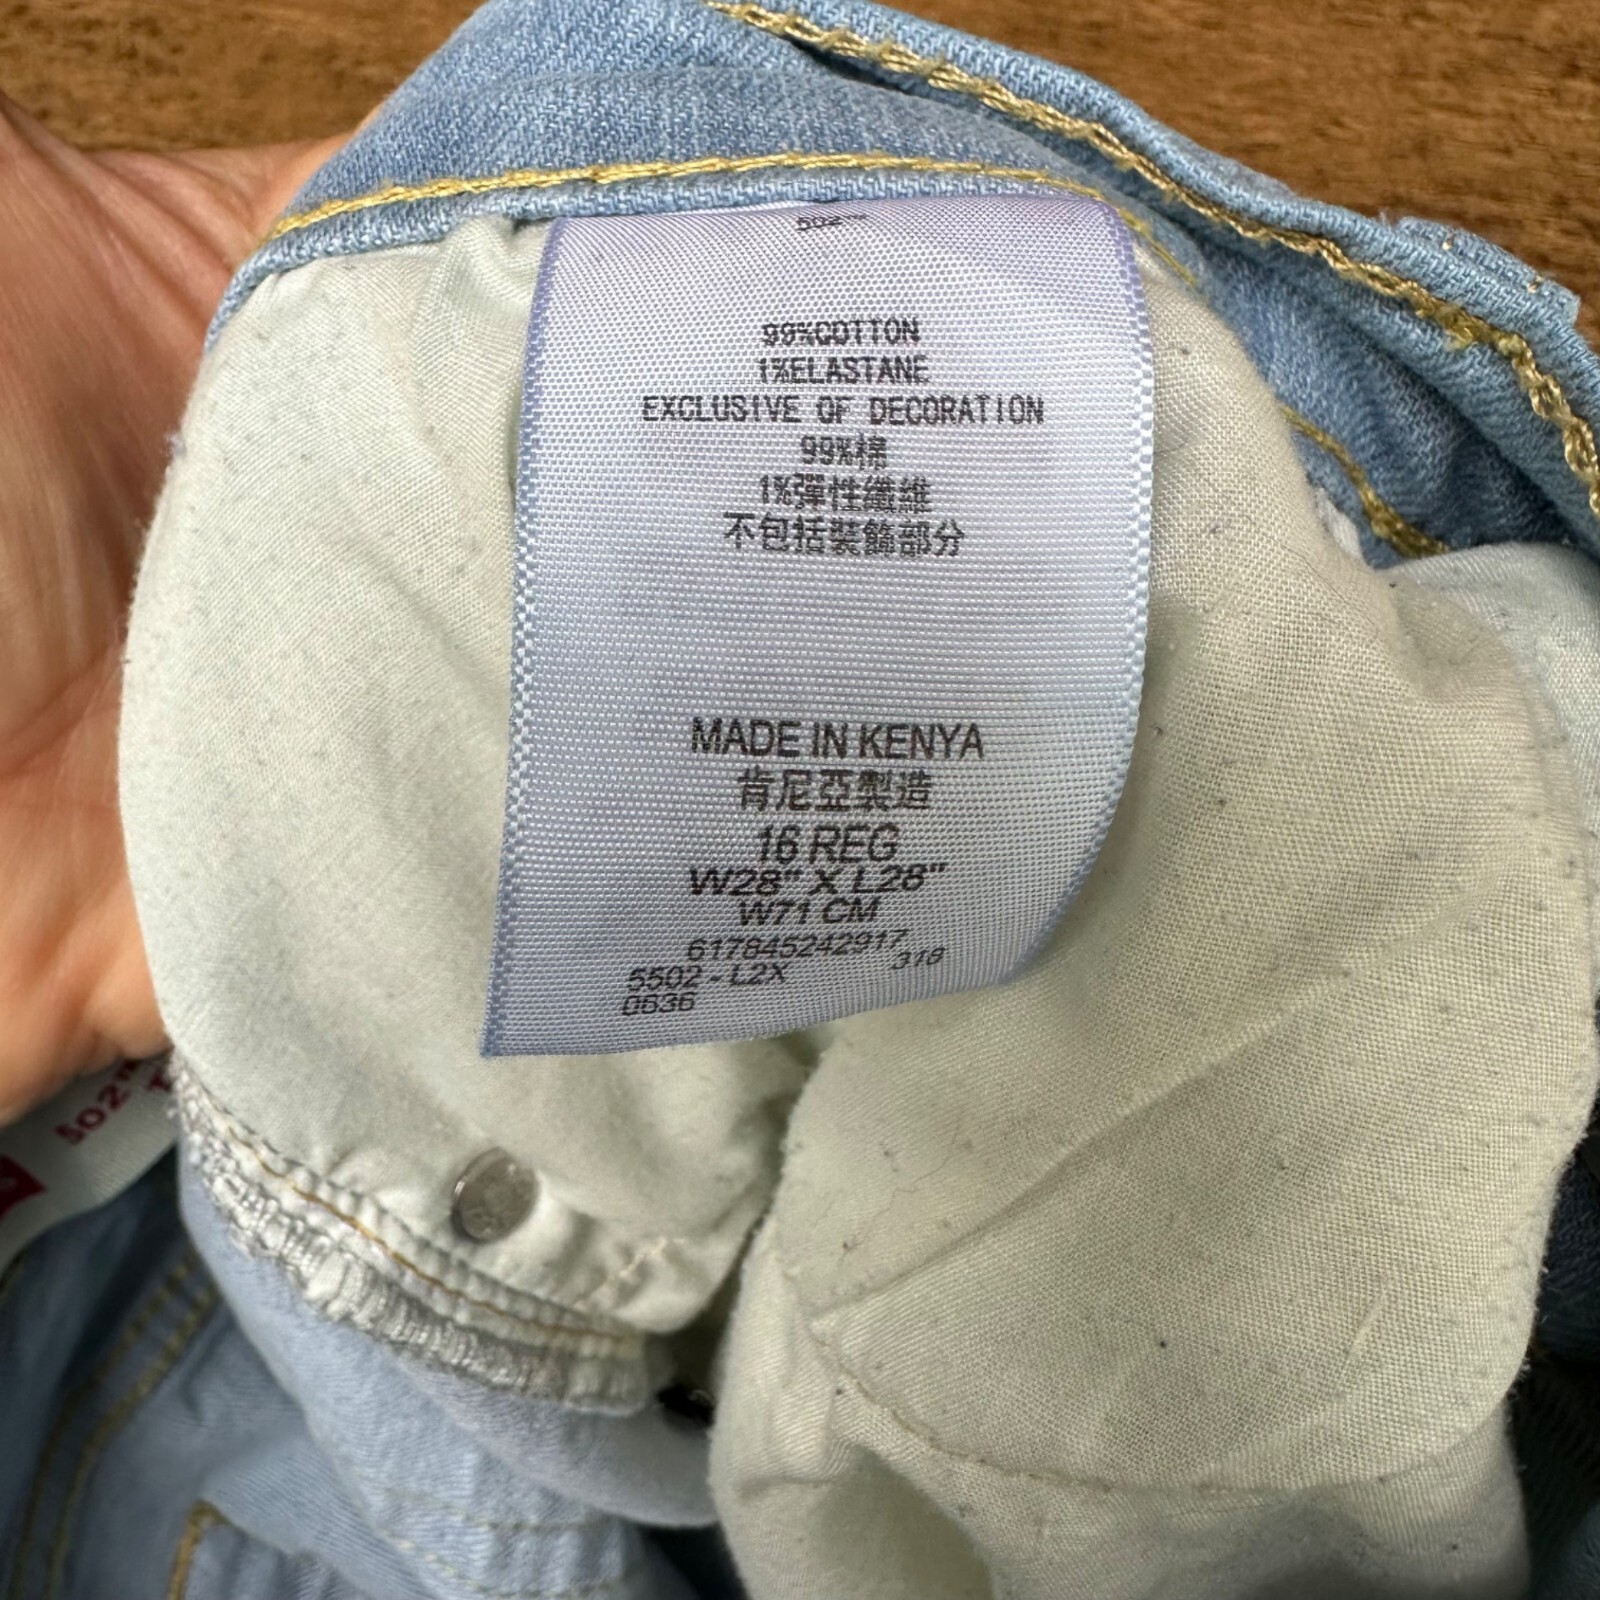 502™
99%COTTON
1%ELASTANE
EXCLUSIVE OF DECORATION
99%棉
1%彈性纖維
不包括裝飾部分
MADE IN KENYA
肯尼亞製造
16 REG
W28" X L28"
W71 CM
617845242917
5502 - L2X 318
0636
502™